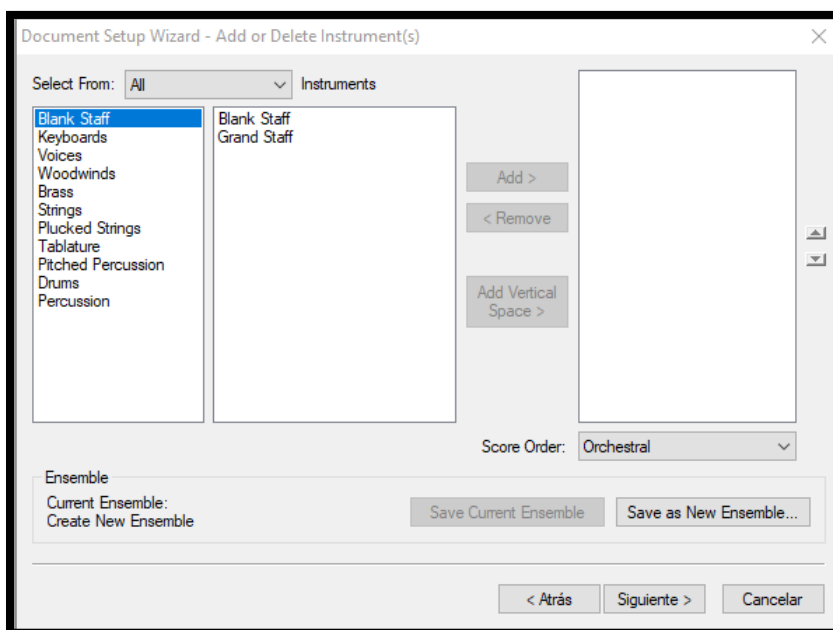 Document Setup Wizard - Add or Delete Instrument(s)
Select From: All Instruments
Blank Staff
Keyboards
Voices
Woodwinds
Brass
Strings
Plucked Strings
Tablature
Pitched Percussion
Drums
Percussion
Blank Staff
Grand Staff
Add >
< Remove
Add Vertical
Space >
Score Order: Orchestral
Ensemble
Current Ensemble:
Create New Ensemble
Save Current Ensemble
Save as New Ensemble...
< Atrás
Siguiente >
Cancelar